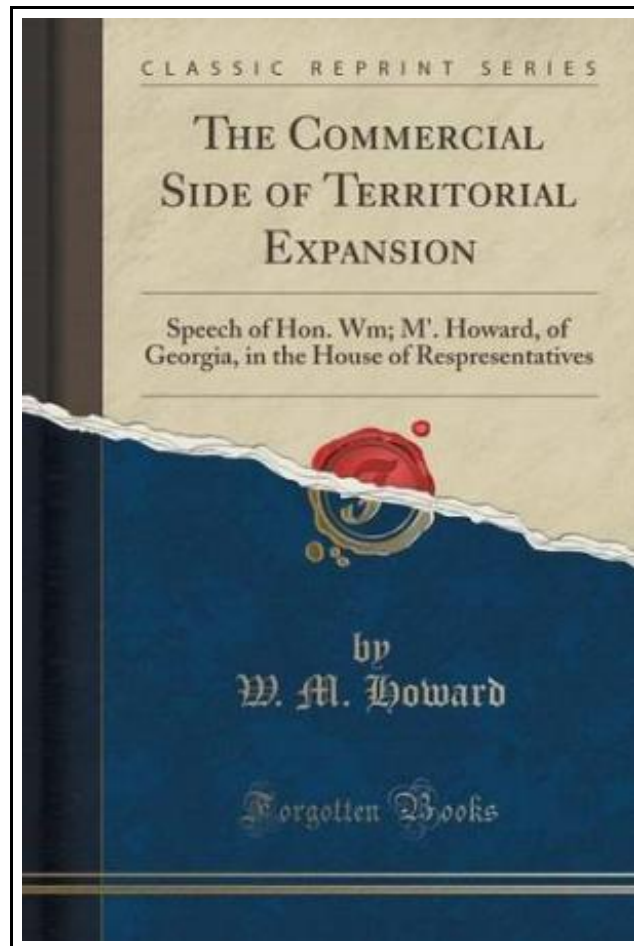 CLASSIC REPRINT SERIES
THE COMMERCIAL
SIDE OF TERRITORIAL
EXPANSION
Speech of Hon. Wm; M'. Howard, of
Georgia, in the House of Respresentatives
F
by
W. M. Howard
Forgotten Books